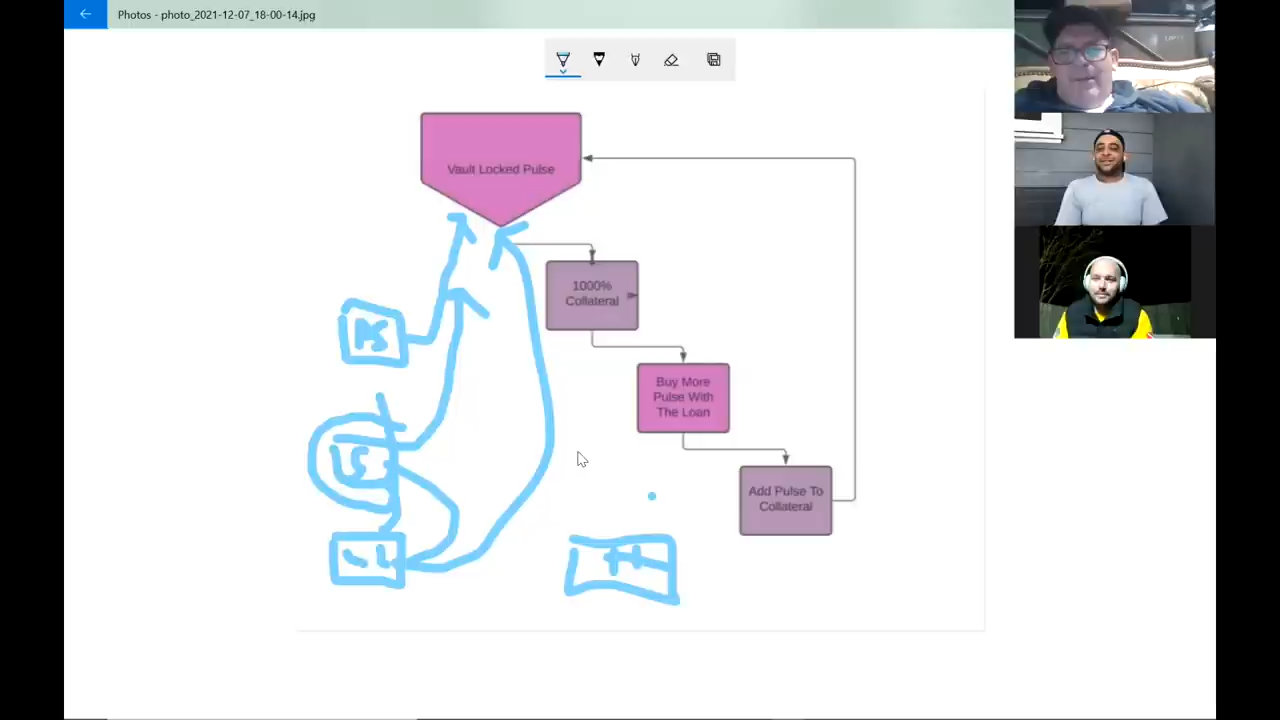 Photos - photo_2021-12-07_18-00-14.jpg
Vault Locked Pulse
1000%
Collateral
Buy More
Pulse With
The Loan
Add Pulse To
Collateral